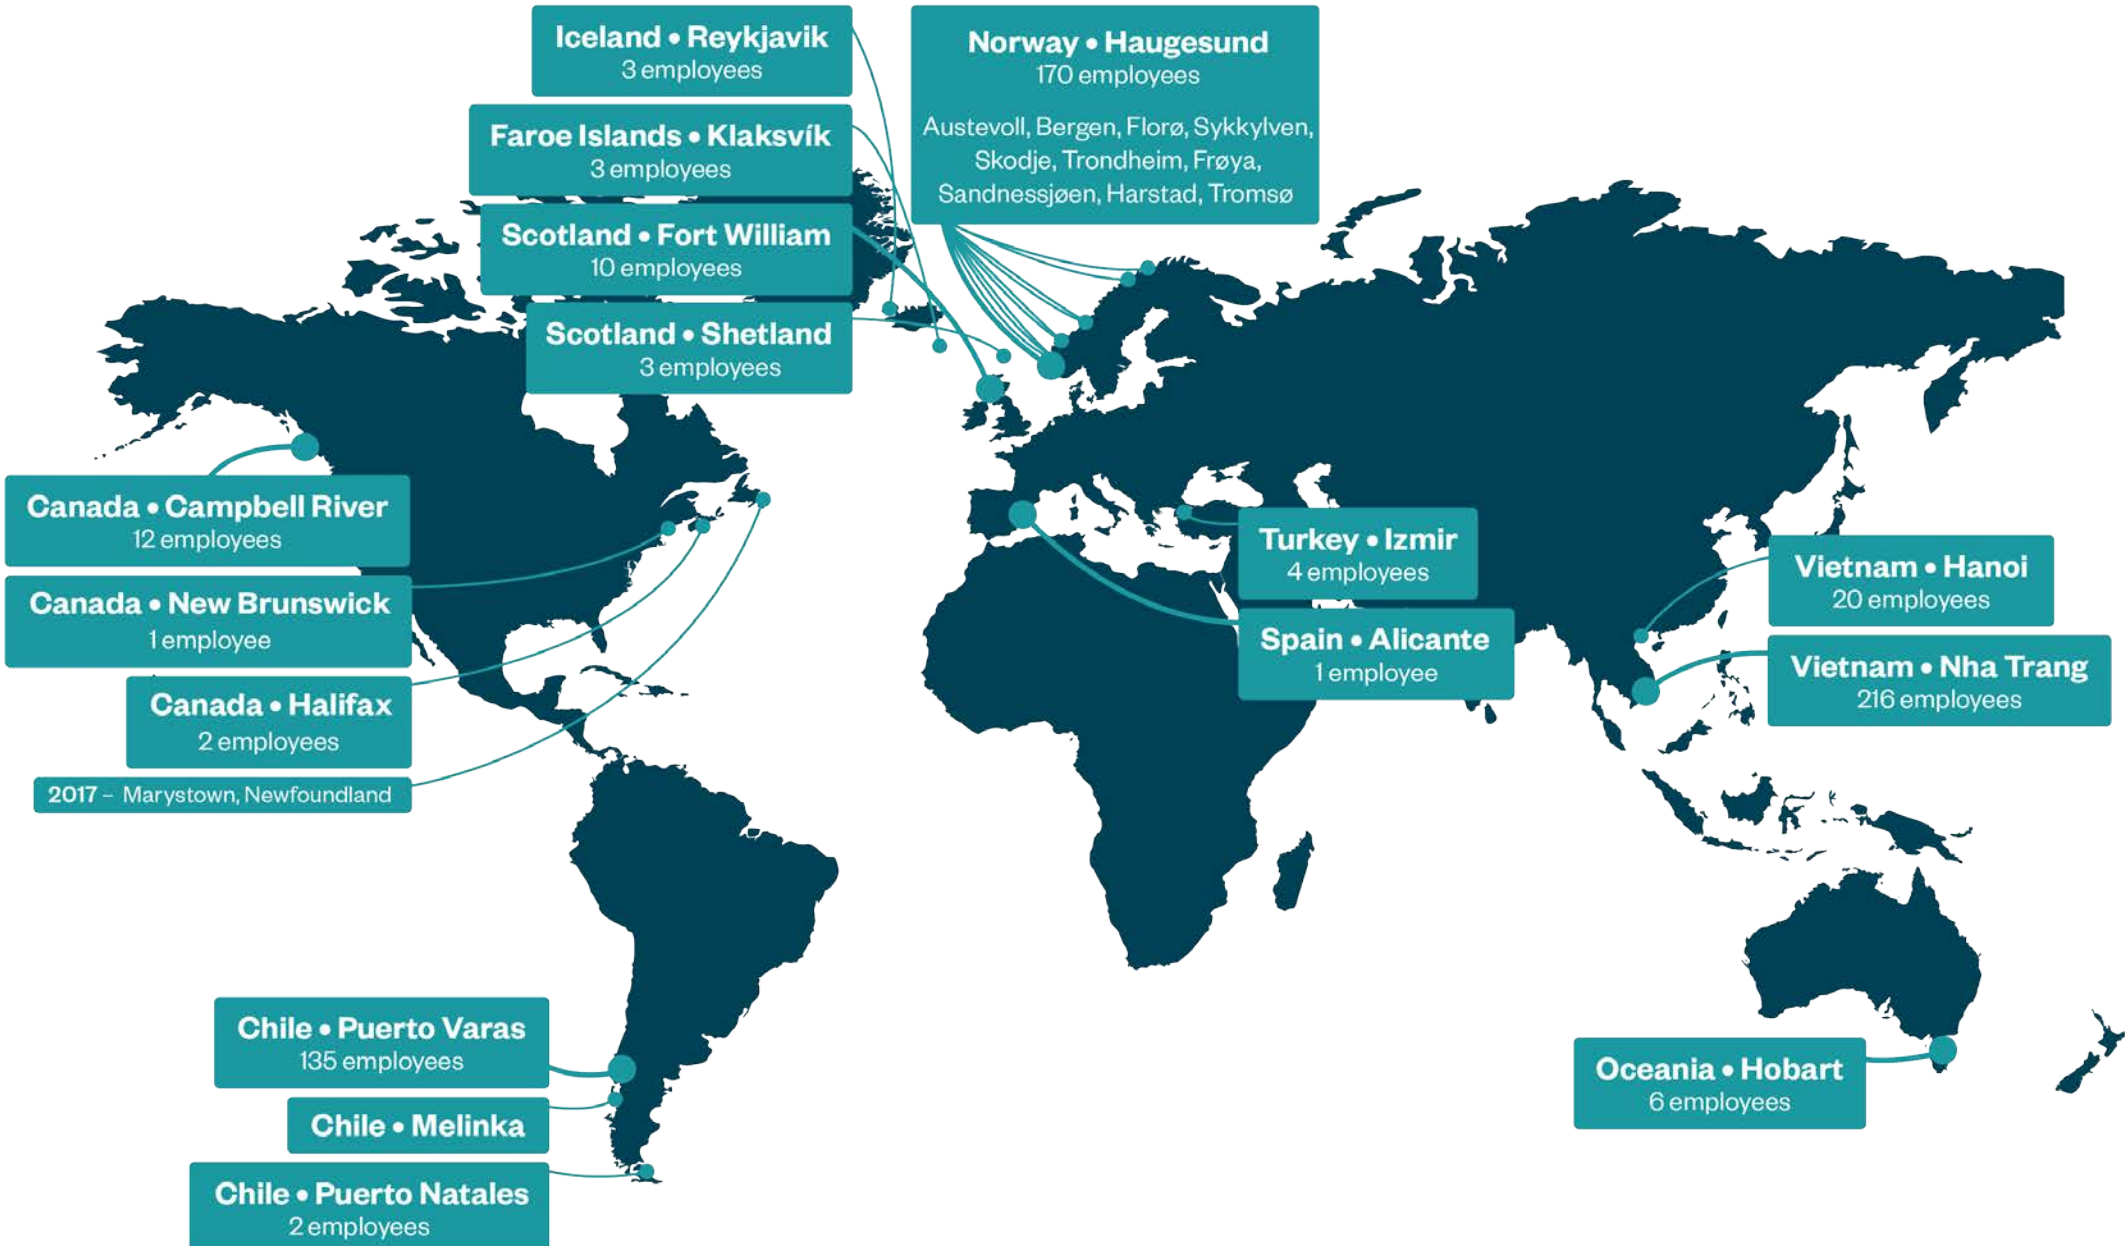 Iceland • Reykjavik
3 employees
Faroe Islands • Klaksvík
3 employees
Scotland • Fort William
10 employees
Scotland • Shetland
3 employees
Norway • Haugesund
170 employees
Austevoll, Bergen, Florø, Sykkylven,
Skodje, Trondheim, Frøya,
Sandnessjøen, Harstad, Tromsø
Canada • Campbell River
12 employees
Canada • New Brunswick
1 employee
Canada • Halifax
2 employees
2017 – Marystown, Newfoundland
Turkey • Izmir
4 employees
Spain • Alicante
1 employee
Vietnam • Hanoi
20 employees
Vietnam • Nha Trang
216 employees
Chile • Puerto Varas
135 employees
Chile • Melinka
Chile • Puerto Natales
2 employees
Oceania • Hobart
6 employees